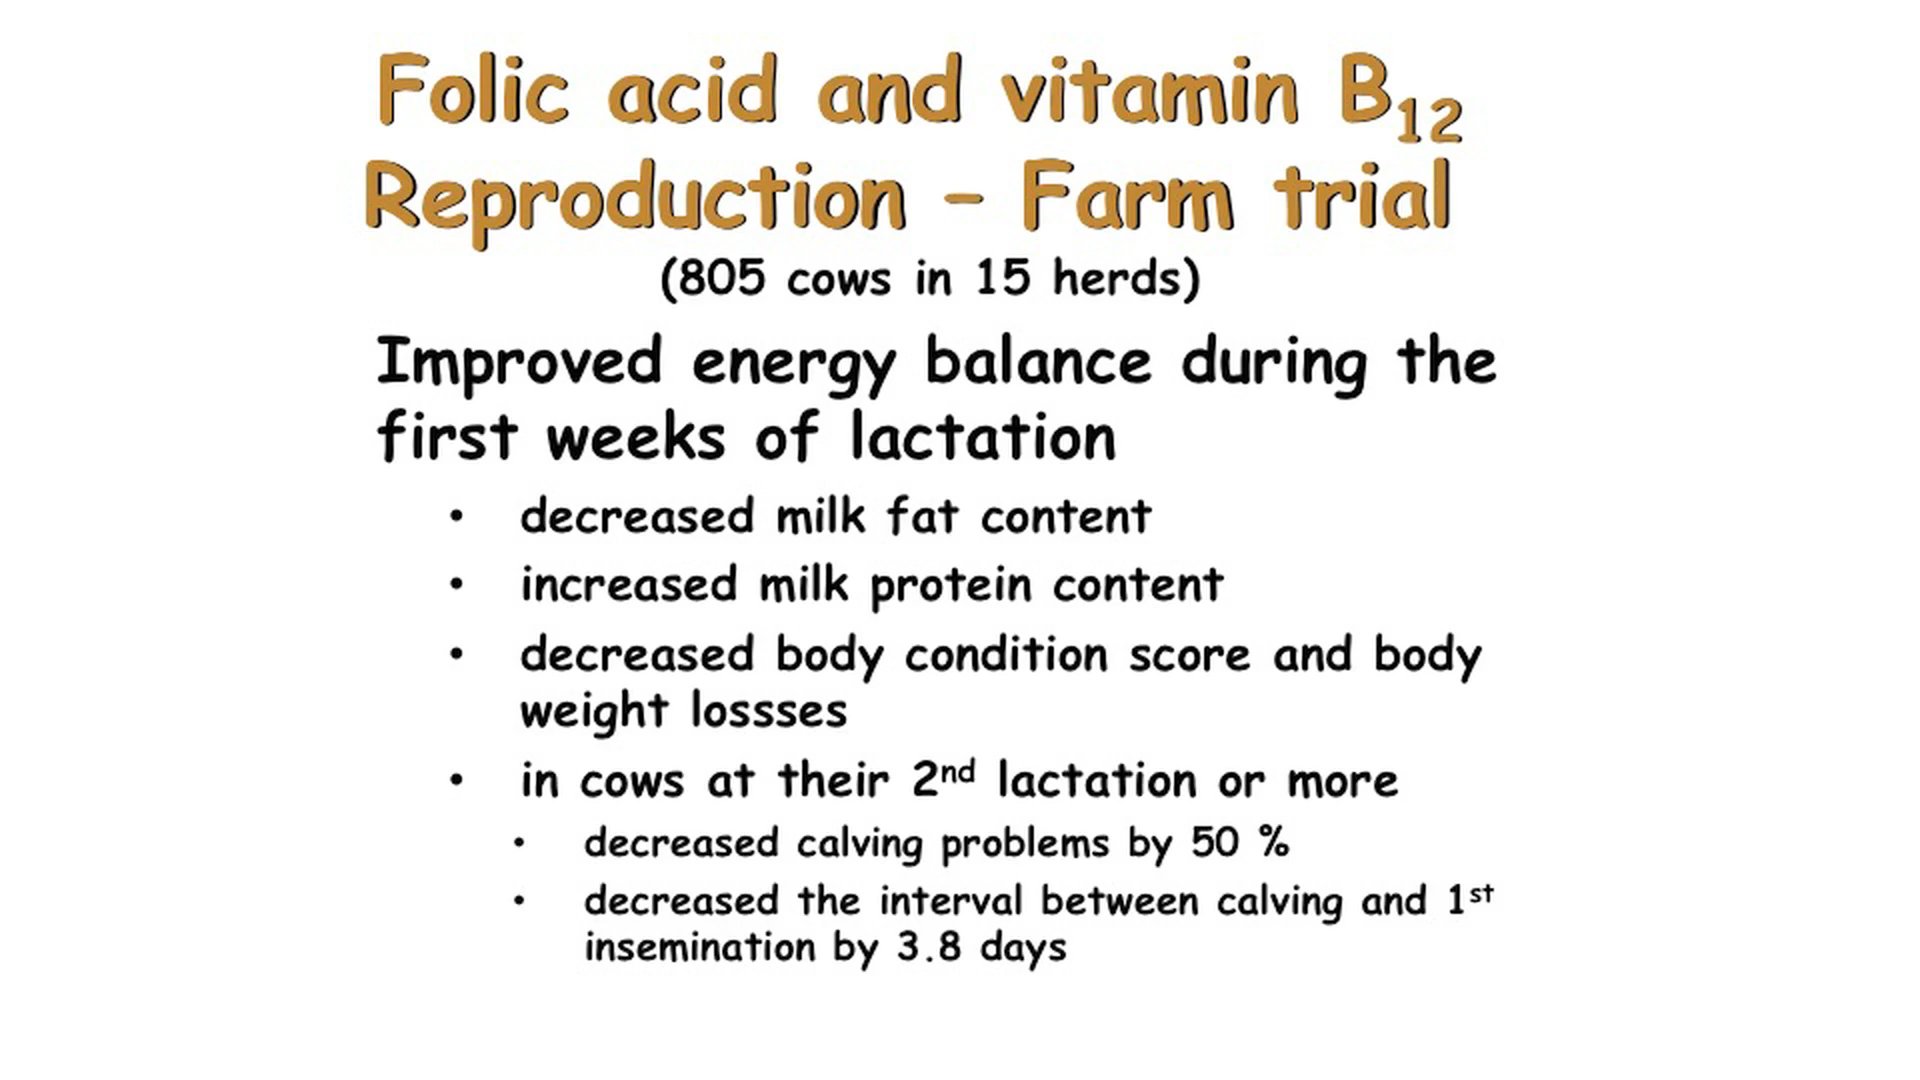 Folic acid and vitamin B12
Reproduction – Farm trial
(805 cows in 15 herds)
Improved energy balance during the
first weeks of lactation
• decreased milk fat content
• increased milk protein content
• decreased body condition score and body
weight lossses
• in cows at their 2nd lactation or more
• decreased calving problems by 50 %
• decreased the interval between calving and 1st
insemination by 3.8 days